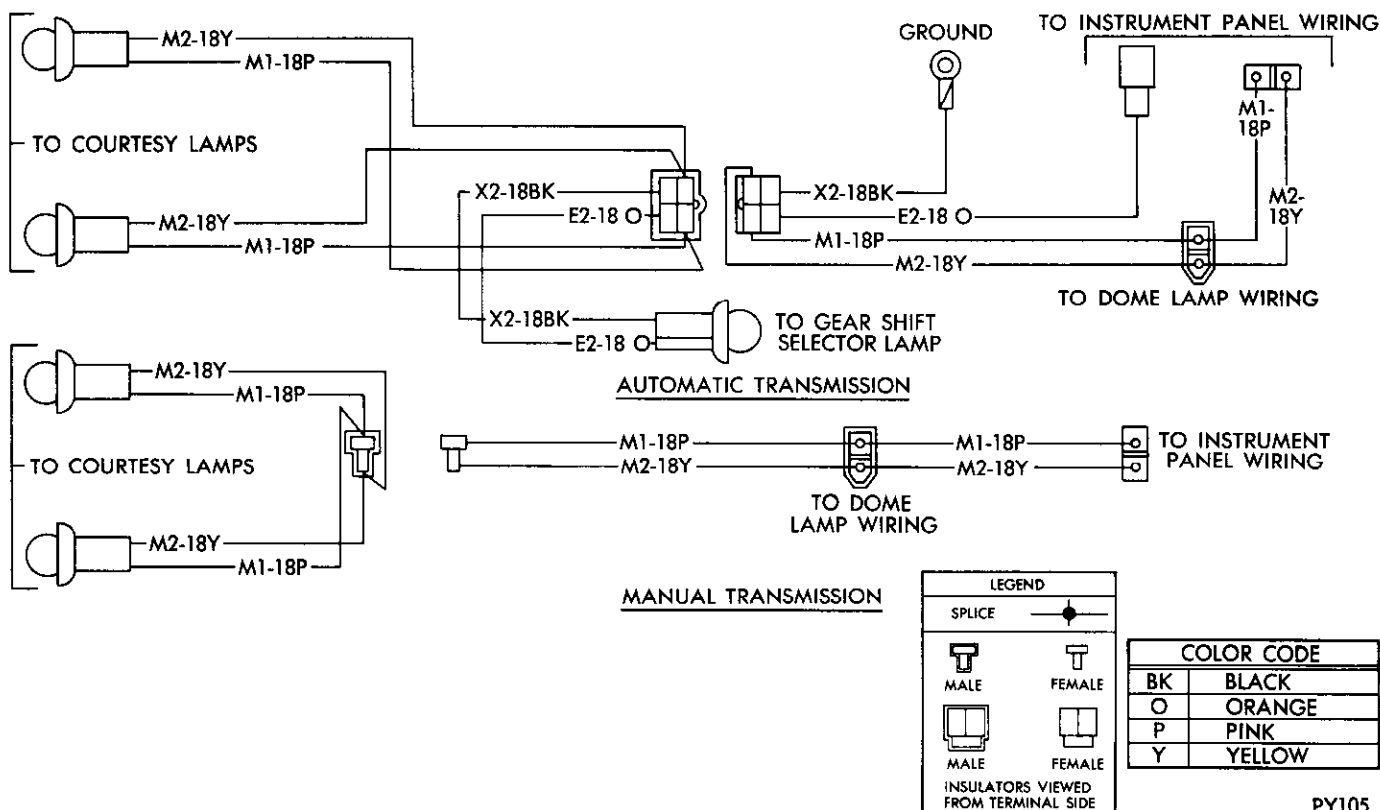 M2-18Y
M1-18P
TO COURTESY LAMPS
M2-18Y
M1-18P
X2-18BK
E2-18 O
GROUND
TO INSTRUMENT PANEL WIRING
M1-
18P
M2-
18Y
X2-18BK
E2-18 O
M1-18P
M2-18Y
TO DOME LAMP WIRING
X2-18BK
E2-18 O
TO GEAR SHIFT
SELECTOR LAMP
AUTOMATIC TRANSMISSION
M2-18Y
M1-18P
TO COURTESY LAMPS
M2-18Y
M1-18P
M1-18P
M2-18Y
M1-18P
M2-18Y
TO INSTRUMENT
PANEL WIRING
TO DOME
LAMP WIRING
MANUAL TRANSMISSION
LEGEND
SPLICE
MALE
FEMALE
MALE
FEMALE
INSULATORS VIEWED
FROM TERMINAL SIDE
COLOR CODE
BK BLACK
O ORANGE
P PINK
Y YELLOW
PY105